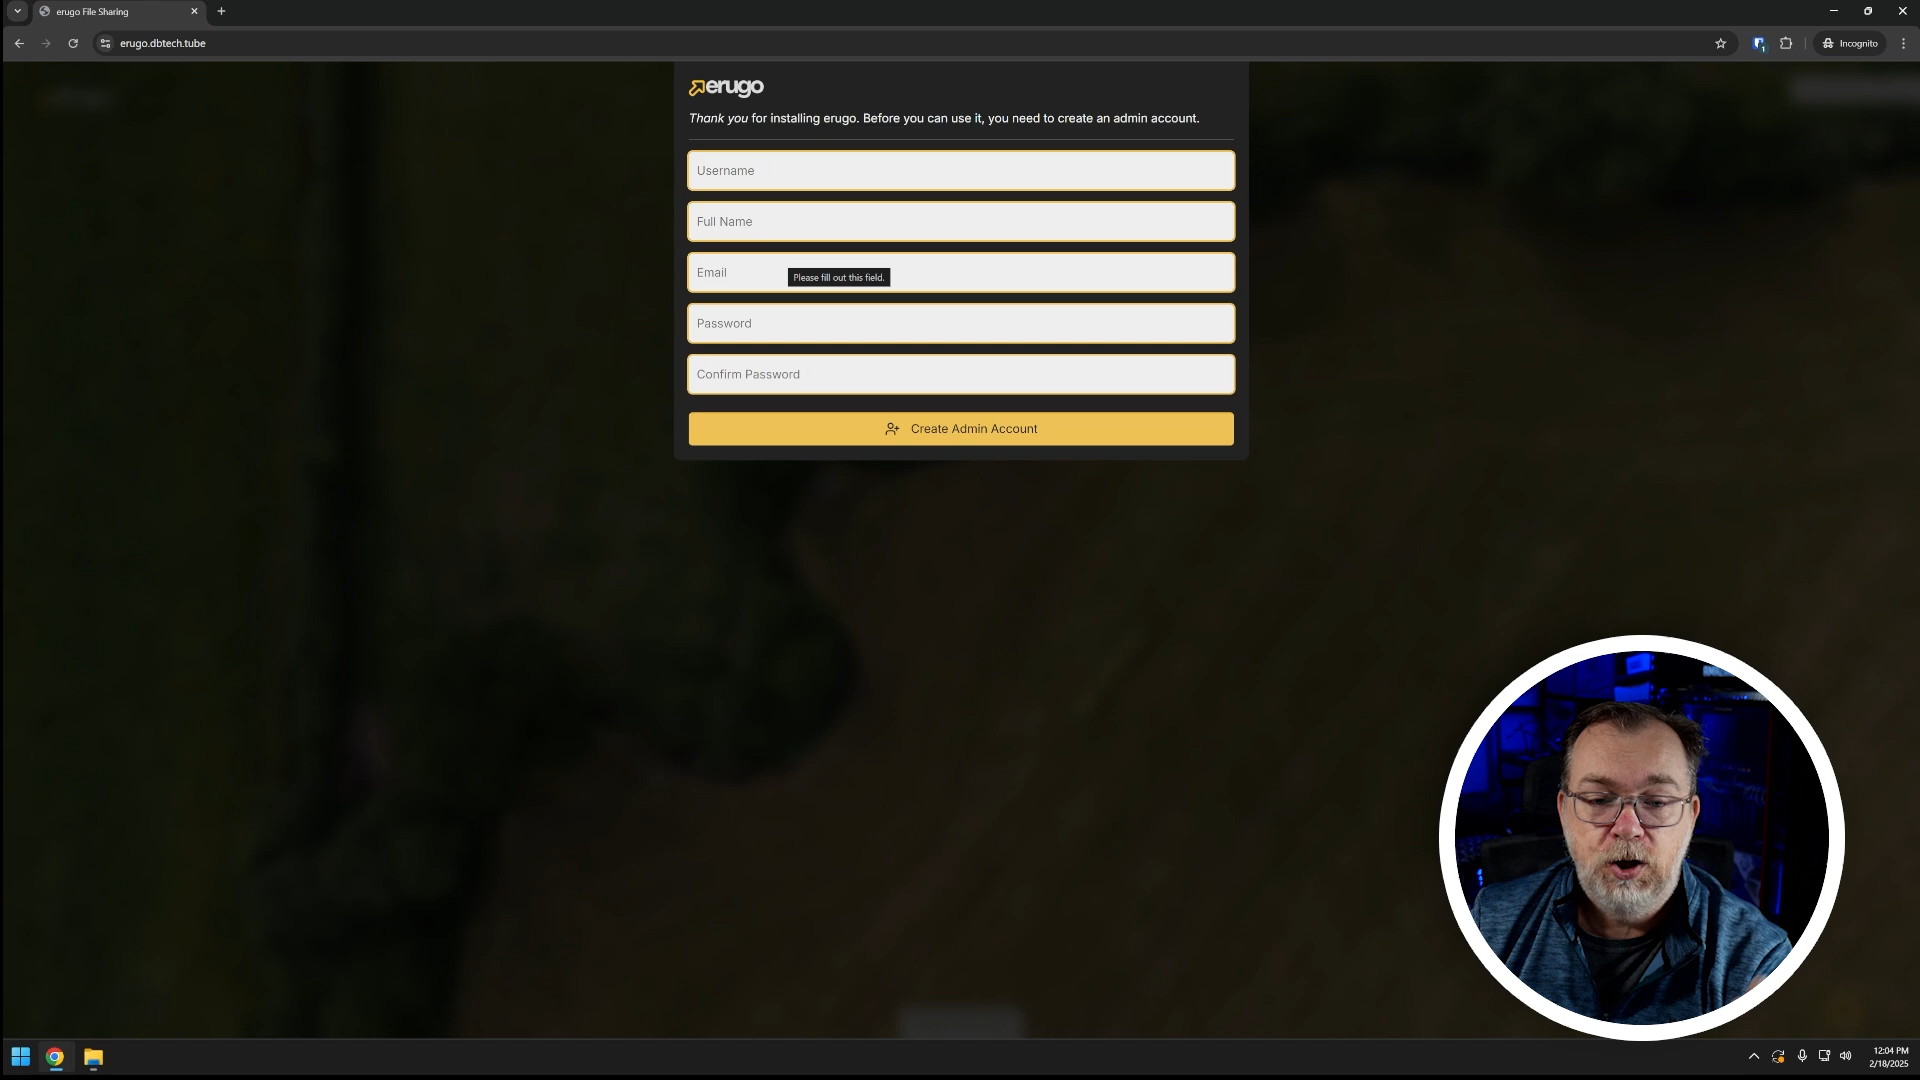 erugo File Sharing
erugo.dbtech.tube
Incognito
erugo
Thank you for installing erugo. Before you can use it, you need to create an admin account.
Username
Full Name
Email
Please fill out this field.
Password
Confirm Password
Create Admin Account
12:04 PM
2/18/2025